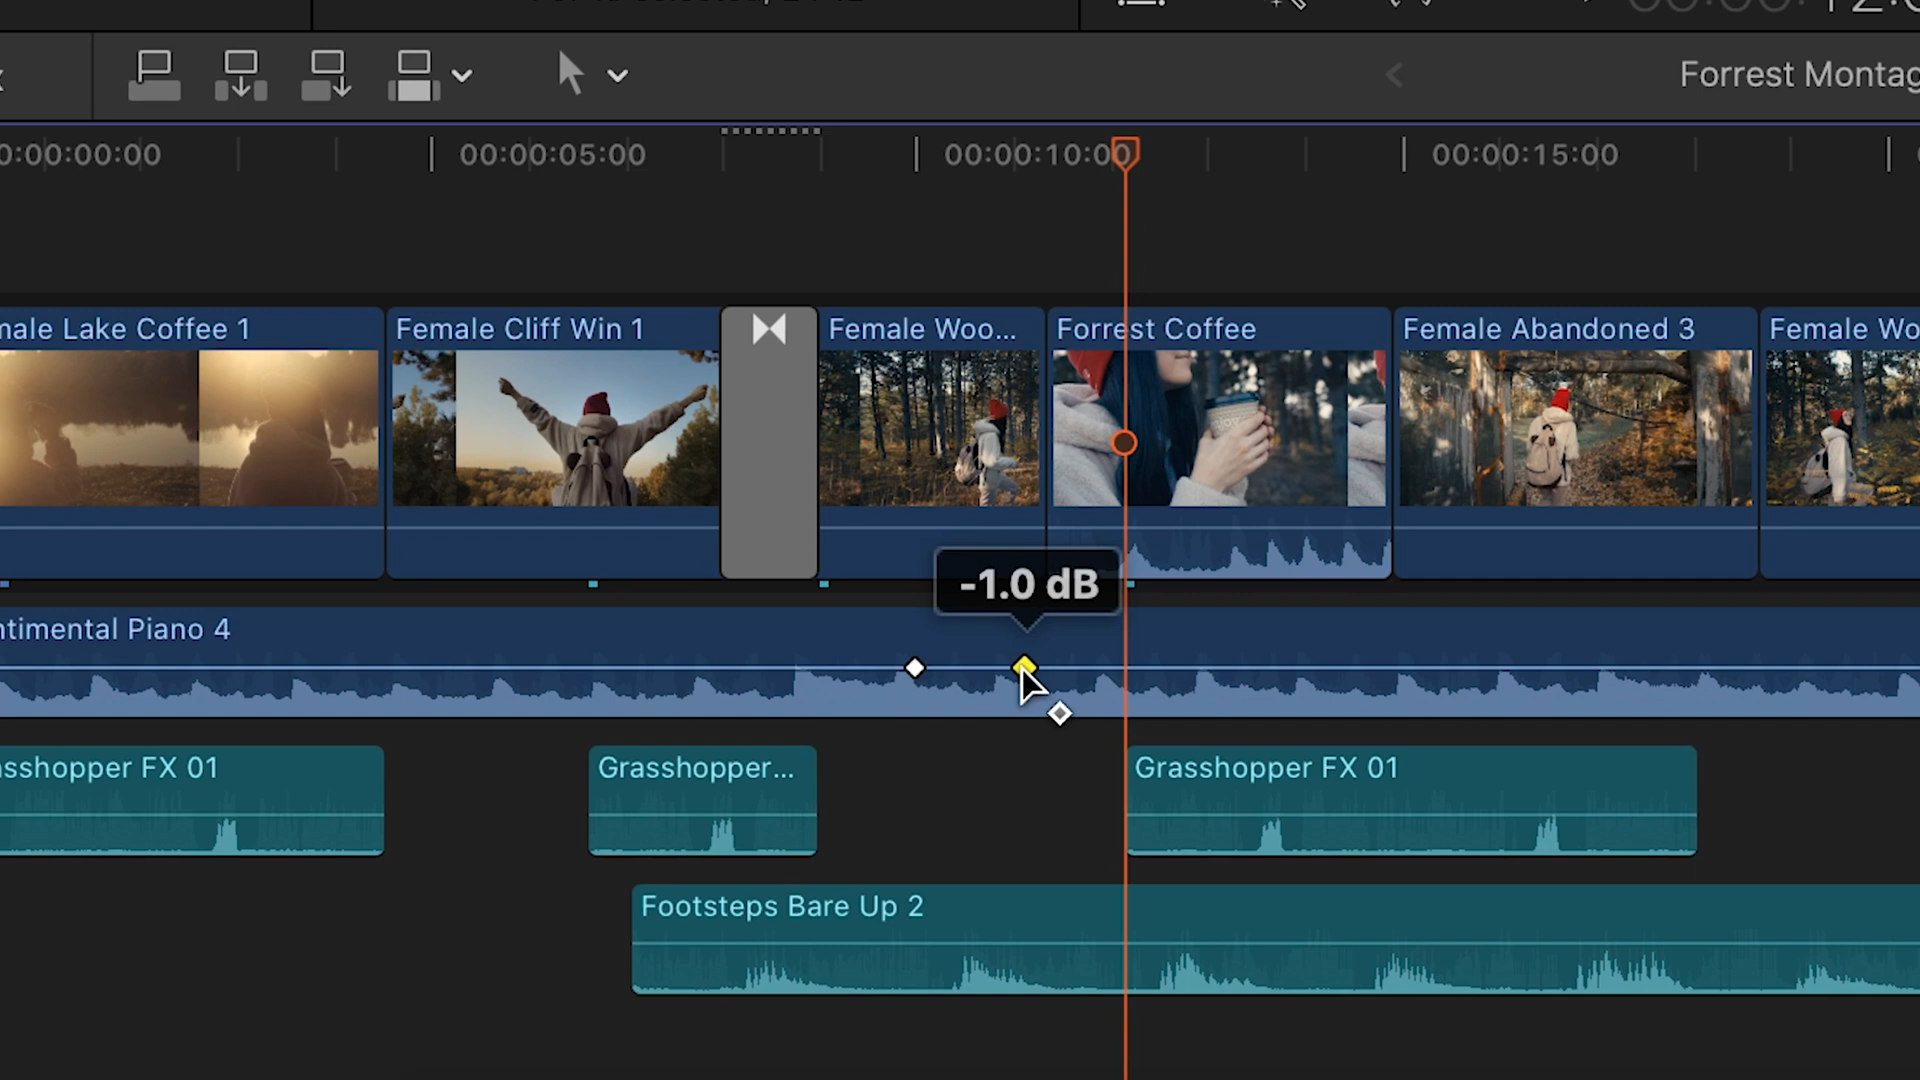 Forrest Montag
0:00:00:00 00:00:05:00 00:00:10:00 00:00:15:00
male Lake Coffee 1 Female Cliff Win 1 Female Woo... Forrest Coffee Female Abandoned 3 Female Wo
-1.0 dB
ntimental Piano 4
sshopper FX 01 Grasshopper... Grasshopper FX 01
Footsteps Bare Up 2